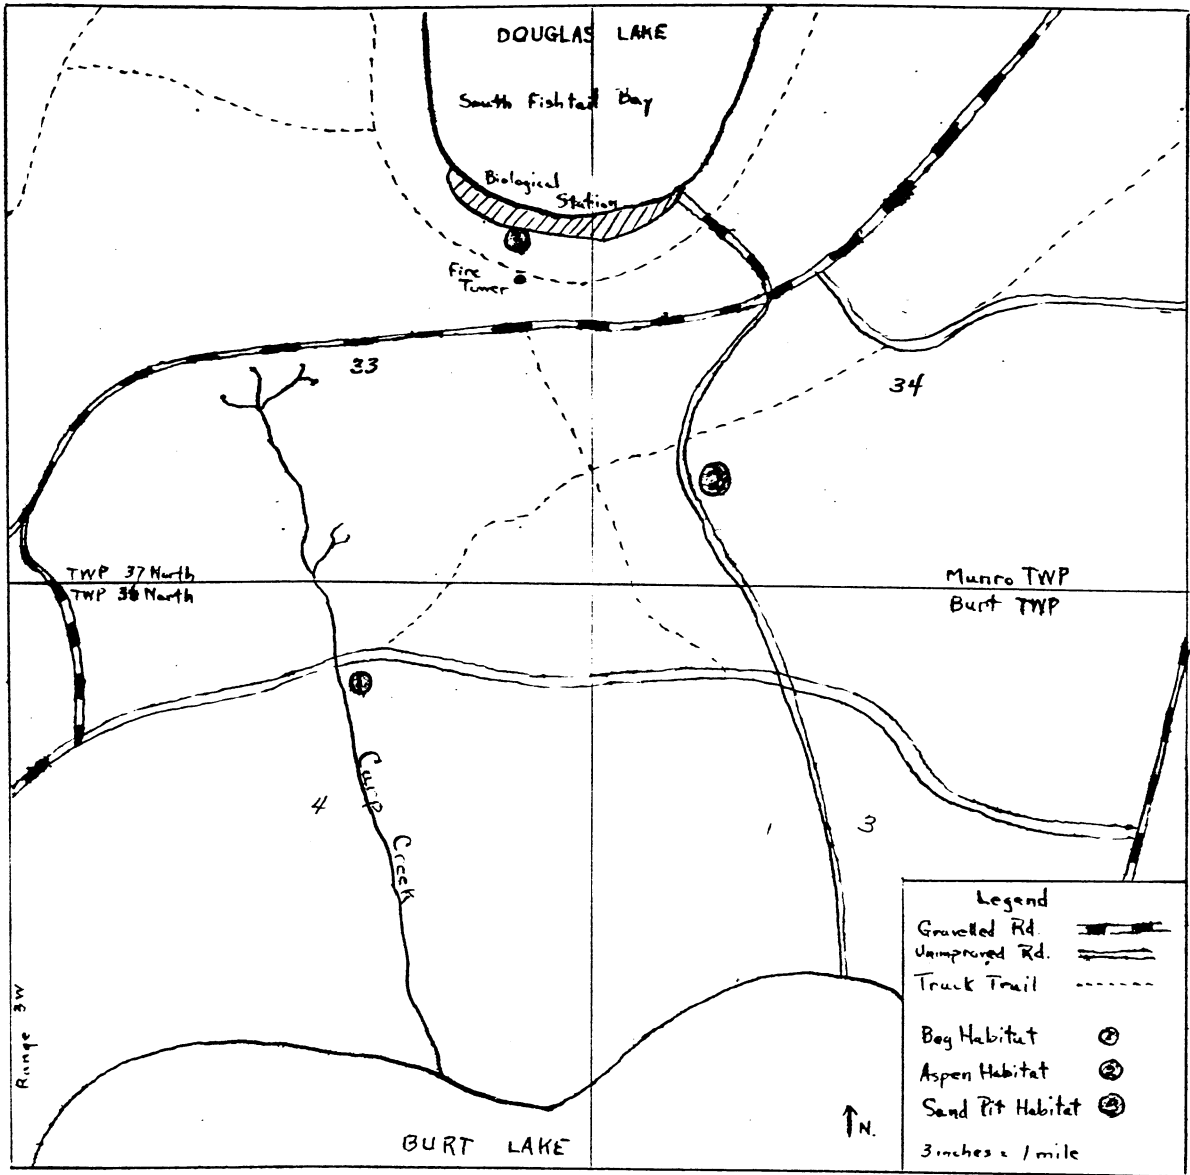 DOUGLAS LAKE
South Fishtail Bay
Biological
Station
Fire
Tower
33
34
TWP 37 North
TWP 36 North
Munro TWP
Burt TWP
4
3
Carp Creek
Range 3W
BURT LAKE
N.
Legend
Gravelled Rd.
Unimproved Rd.
Truck Trail
Bog Habitat
Aspen Habitat 2
Sand Pit Habitat
3 inches = 1 mile